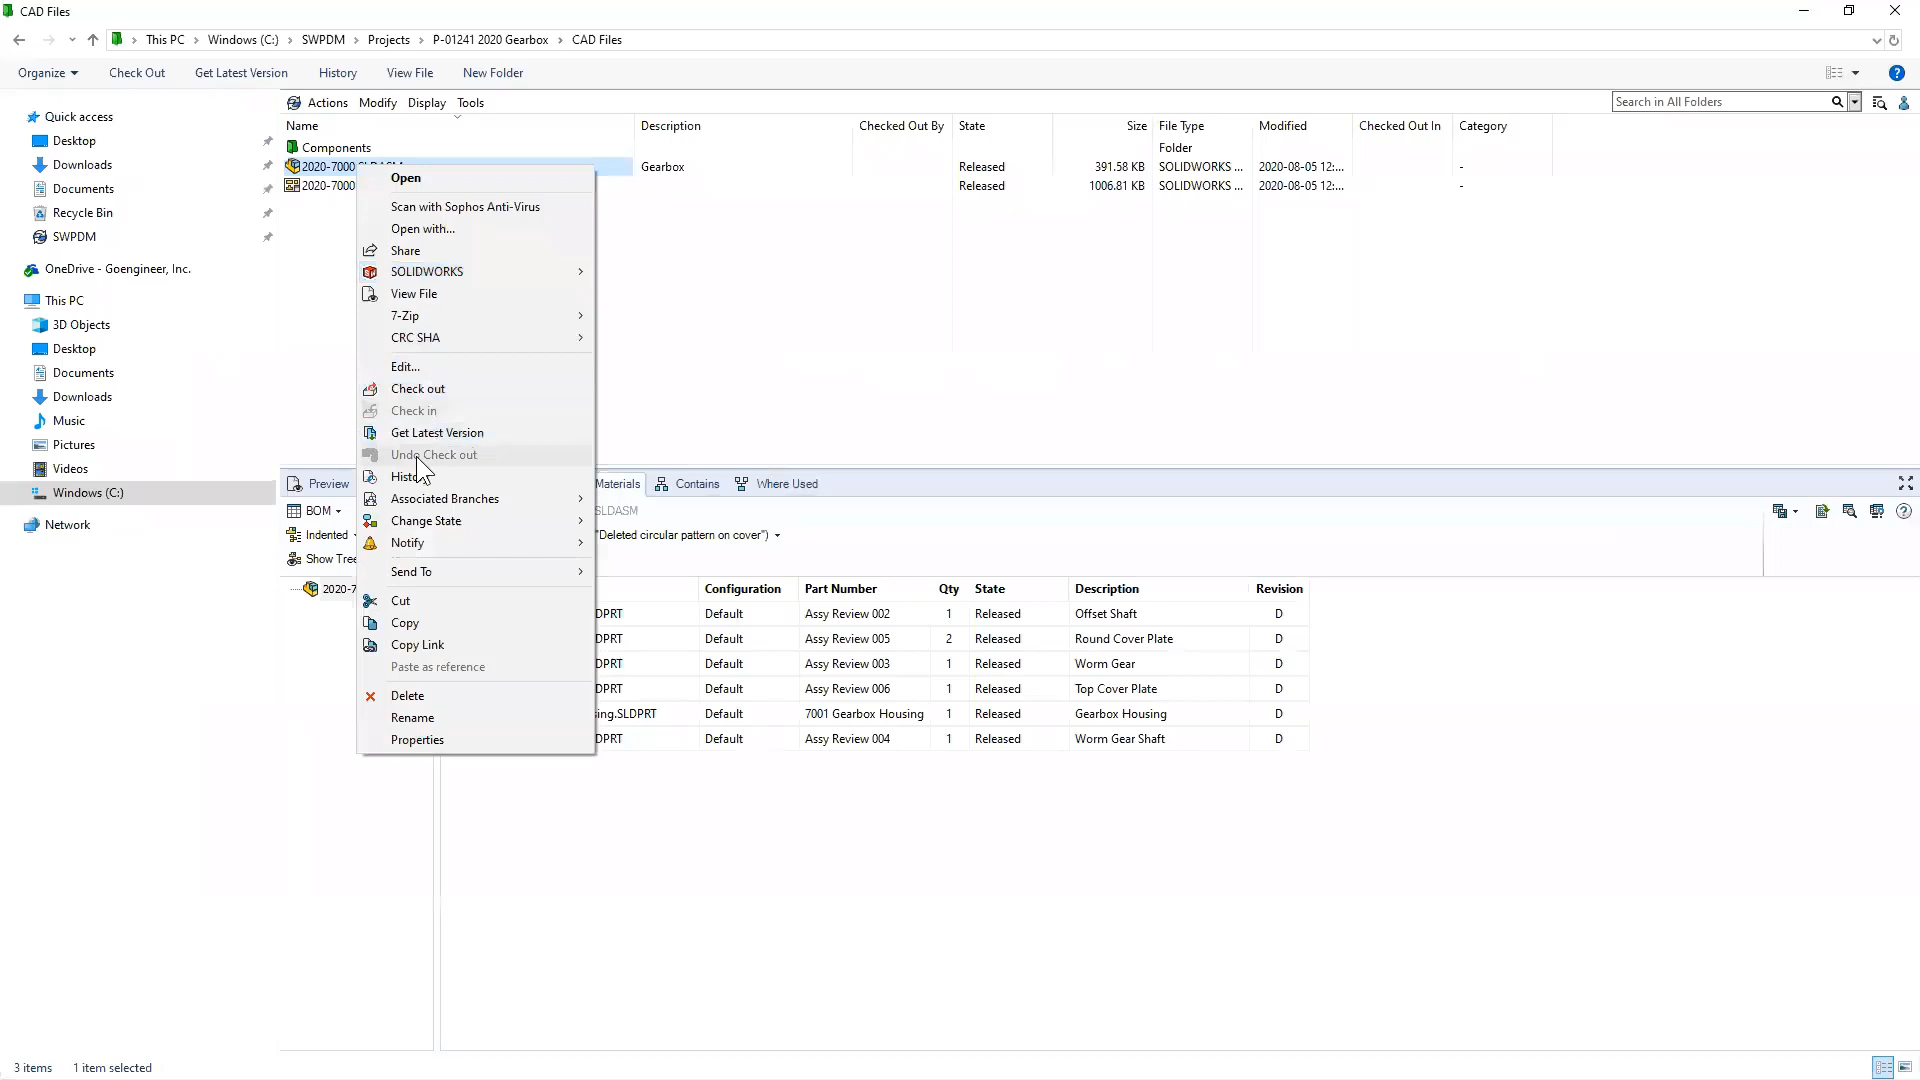 CAD Files
This PC > Windows (C:) > SWPDM > Projects > P-01241 2020 Gearbox > CAD Files
Organize Check Out Get Latest Version History View File New Folder
Actions Modify Display Tools
Search in All Folders
Quick access
Desktop
Downloads
Documents
Recycle Bin
SWPDM
OneDrive - Goengineer, Inc.
This PC
3D Objects
Desktop
Documents
Downloads
Music
Pictures
Videos
Windows (C:)
Network
Name Description Checked Out By State Size File Type Modified Checked Out In Category
Components Folder
2020-7000.SLDASM Gearbox Released 391.58 KB SOLIDWORKS ... 2020-08-05 12:... -
2020-7000 Released 1006.81 KB SOLIDWORKS ... 2020-08-05 12:... -
Open
Scan with Sophos Anti-Virus
Open with...
Share
SOLIDWORKS
View File
7-Zip
CRC SHA
Edit...
Check out
Check in
Get Latest Version
Undo Check out
Associated Branches
Change State
Notify
Send To
Cut
Copy
Copy Link
Paste as reference
Delete
Rename
Properties
Preview Materials Contains Where Used
BOM SLDASM
Indented "Deleted circular pattern on cover")
Show Tree
2020-7
Configuration Part Number Qty State Description Revision
DPRT Default Assy Review 002 1 Released Offset Shaft D
DPRT Default Assy Review 005 2 Released Round Cover Plate D
DPRT Default Assy Review 003 1 Released Worm Gear D
DPRT Default Assy Review 006 1 Released Top Cover Plate D
ing.SLDPRT Default 7001 Gearbox Housing 1 Released Gearbox Housing D
DPRT Default Assy Review 004 1 Released Worm Gear Shaft D
3 items 1 item selected